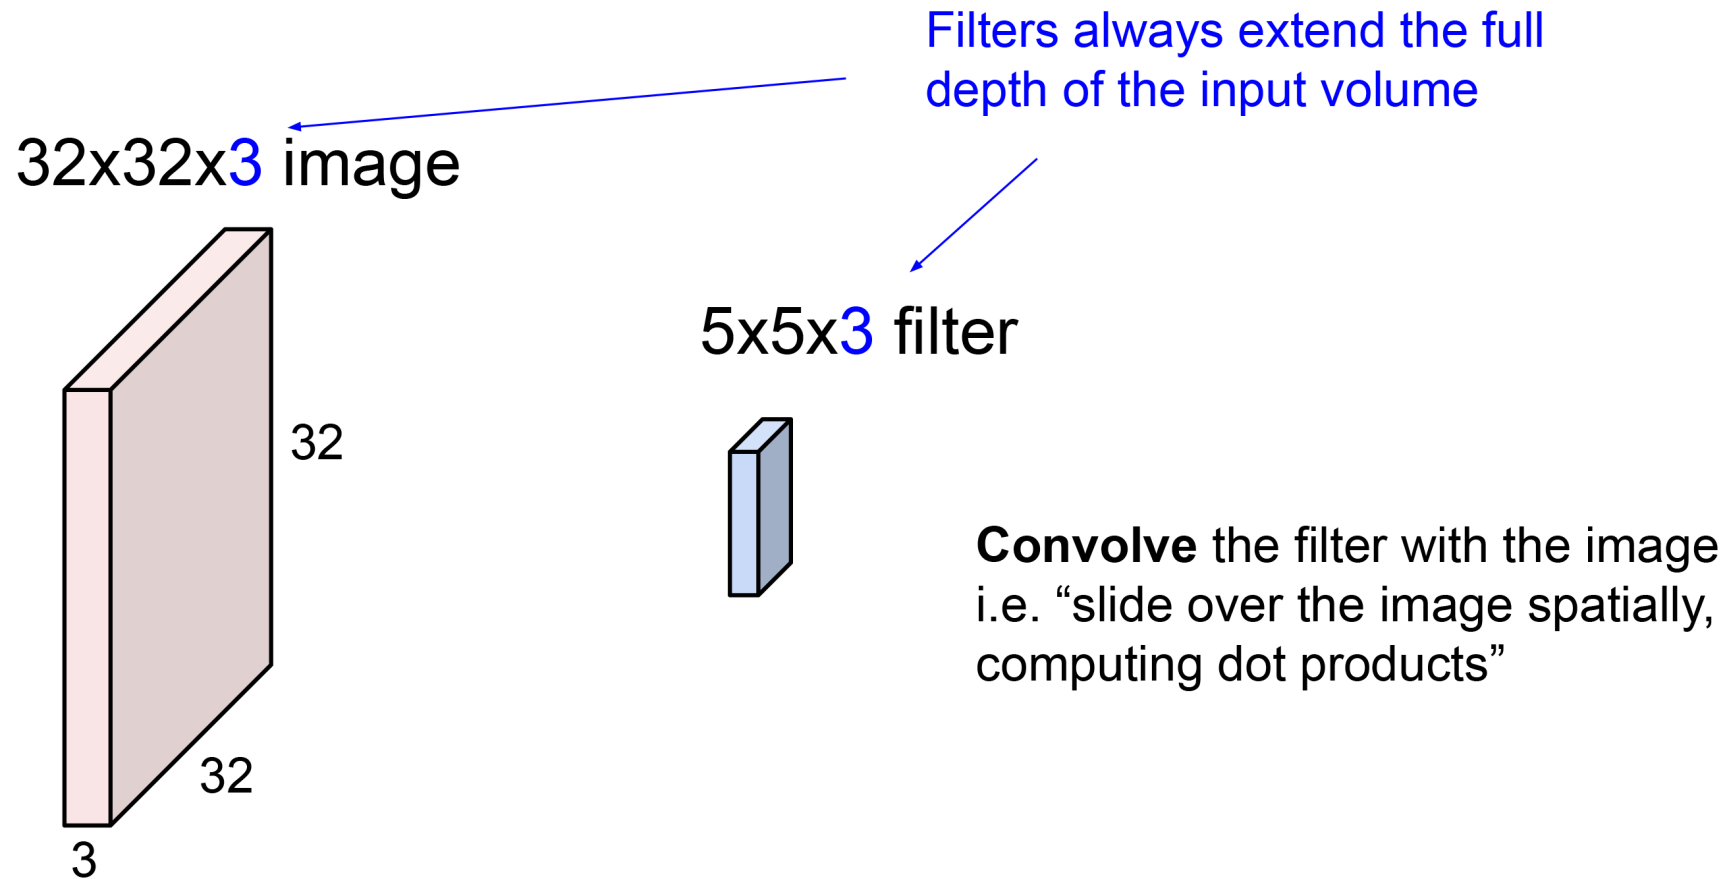 Filters always extend the full
depth of the input volume
32x32x3 image
5x5x3 filter
32
32
3
Convolve the filter with the image
i.e. “slide over the image spatially,
computing dot products”